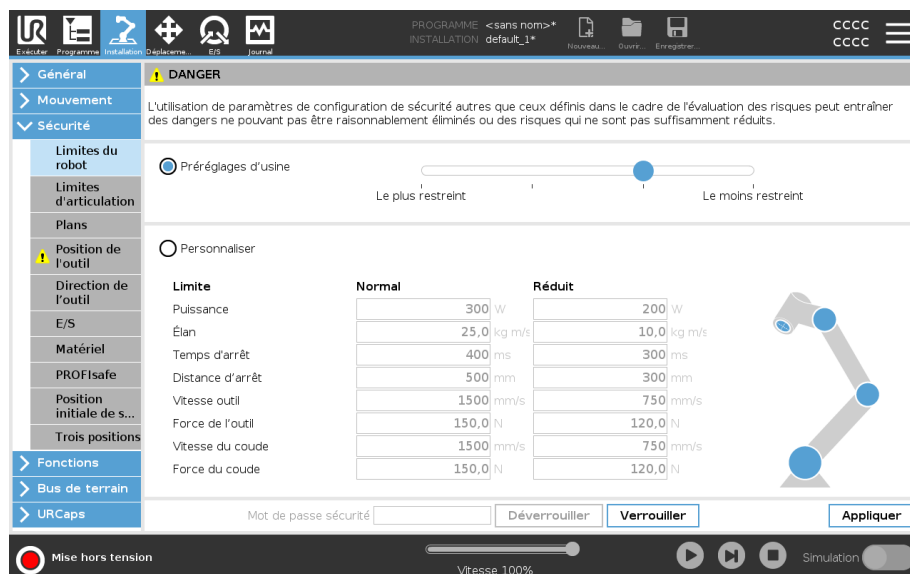 UR
PROGRAMME <sans nom>*
INSTALLATION default_1*
CCCC
CCCC
Exécuter
Programme
Installation
Déplaceme...
E/S
Journal
Nouveau...
Ouvrir...
Enregistrer...
Général
Mouvement
Sécurité
Limites du
robot
Limites
d'articulation
Plans
Position de
l'outil
Direction de
l'outil
E/S
Matériel
PROFIsafe
Position
initiale de s...
Trois positions
Fonctions
Bus de terrain
URCaps
DANGER
L'utilisation de paramètres de configuration de sécurité autres que ceux définis dans le cadre de l'évaluation des risques peut entraîner
des dangers ne pouvant pas être raisonnablement éliminés ou des risques qui ne sont pas suffisamment réduits.
Préréglages d'usine
Le plus restreint
Le moins restreint
Personnaliser
Limite Normal Réduit
Puissance 300 W 200 W
Élan 25,0 kg m/s 10,0 kg m/s
Temps d'arrêt 400 ms 300 ms
Distance d'arrêt 500 mm 300 mm
Vitesse outil 1500 mm/s 750 mm/s
Force de l'outil 150,0 N 120,0 N
Vitesse du coude 1500 mm/s 750 mm/s
Force du coude 150,0 N 120,0 N
Mot de passe sécurité Déverrouiller Verrouiller Appliquer
Mise hors tension
Vitesse 100%
Simulation